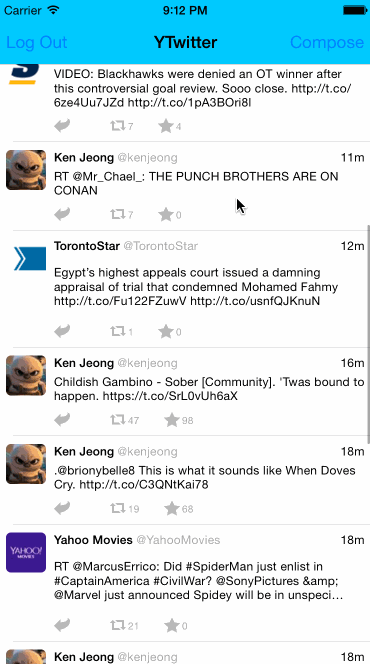 Carrier 9:12 PM
Log Out YTwitter Compose
S
VIDEO: Blackhawks were denied an OT winner after
this controversial goal review. Sooo close. http://t.co/
6ze4Uu7JZd http://t.co/1pA3BOri8l
7 4
Ken Jeong @kenjeong 11m
RT @Mr_Chael_: THE PUNCH BROTHERS ARE ON
CONAN
7 0
TorontoStar @TorontoStar 12m
Egypt's highest appeals court issued a damning
appraisal of trial that condemned Mohamed Fahmy
http://t.co/Fu122FZuwV http://t.co/usnfQJKnuN
1 0
Ken Jeong @kenjeong 16m
Childish Gambino - Sober [Community]. 'Twas bound to
happen. https://t.co/SrL0vUh6aX
47 98
Ken Jeong @kenjeong 18m
.@brionybelle8 This is what it sounds like When Doves
Cry. http://t.co/C3QNtKai78
19 68
YAHOO!
MOVIES
Yahoo Movies @YahooMovies 18m
RT @MarcusErrico: Did #SpiderMan just enlist in
#CaptainAmerica #CivilWar? @SonyPictures &amp;
@Marvel just announced Spidey will be in unspeci...
21 0
Ken Jeong @kenjeong 18m